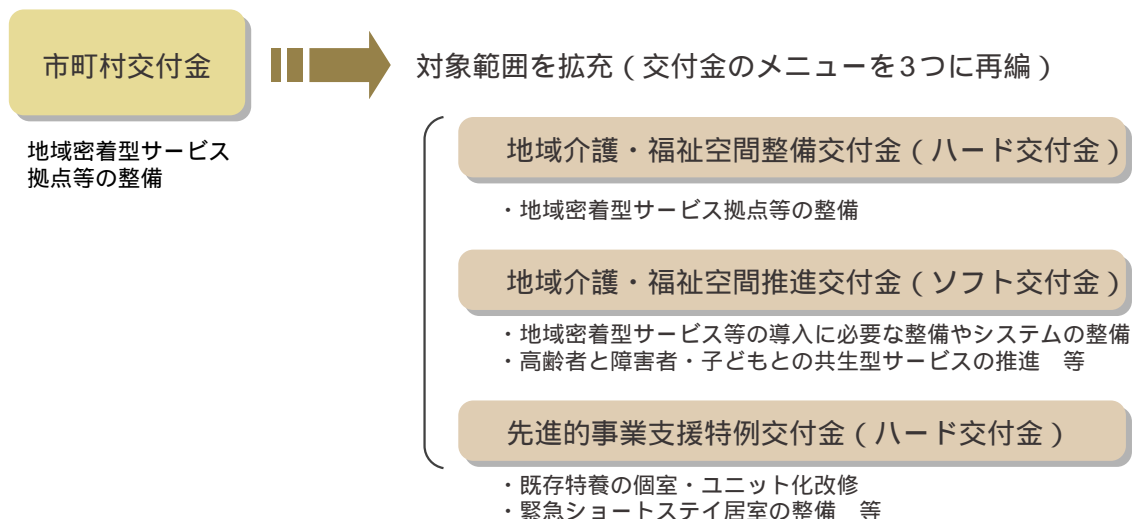 市町村交付金
対象範囲を拡充(交付金のメニューを3つに再編)
地域密着型サービス
拠点等の整備
地域介護・福祉空間整備交付金(ハード交付金)
・地域密着型サービス拠点等の整備
地域介護・福祉空間推進交付金(ソフト交付金)
・地域密着型サービス等の導入に必要な整備やシステムの整備
・高齢者と障害者・子どもとの共生型サービスの推進 等
先進的事業支援特例交付金(ハード交付金)
・既存特養の個室・ユニット化改修
・緊急ショートステイ居室の整備 等